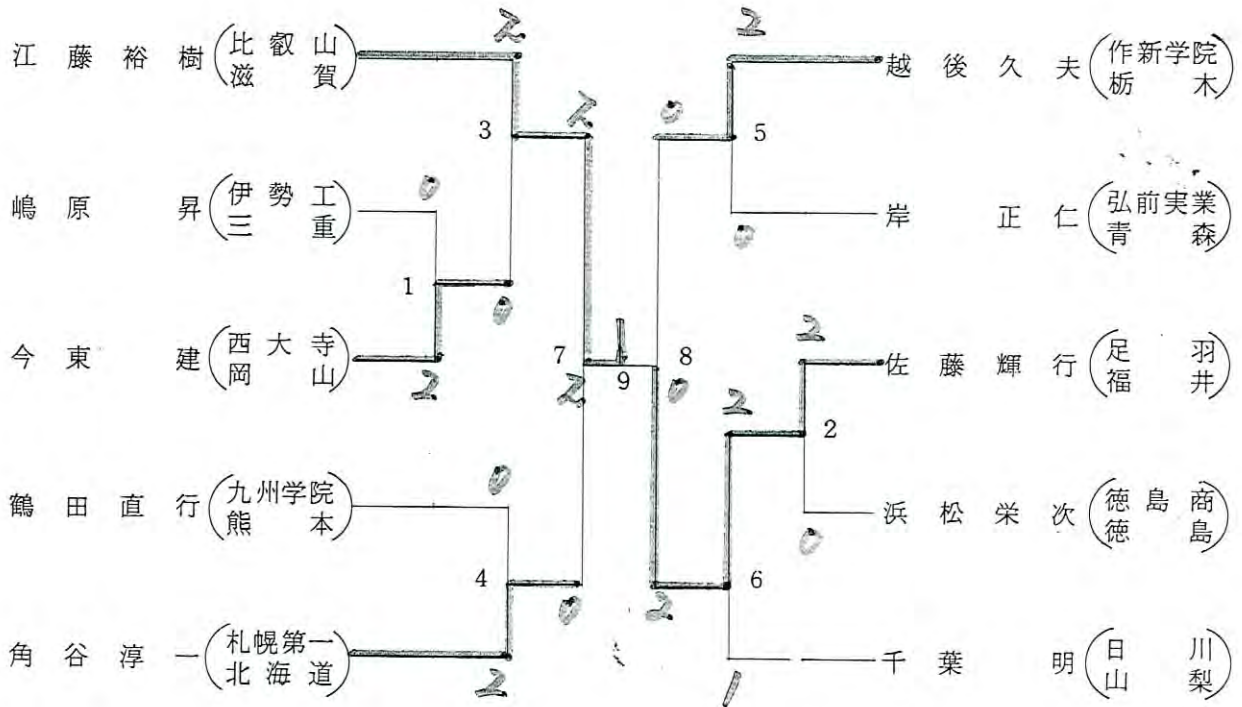 江藤裕樹(比叡山 滋賀)
嶋原昇(伊勢工 三重)
今東建(西大寺 岡山)
鶴田直行(九州学院 熊本)
角谷淳一(札幌第一 北海道)
2
3
2
0
1
0
2
7
2
9
0
4
0
2
2
0
5
0
8
0
2
2
2
0
6
2
1
越後久夫(作新学院 栃木)
岸正仁(弘前実業 青森)
佐藤輝行(足羽 福井)
浜松栄次(徳島商 徳島)
千葉明(日川 山梨)